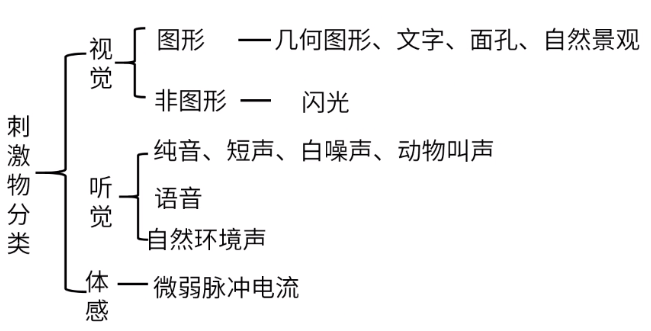 刺激物分类
视觉
图形
几何图形、文字、面孔、自然景观
非图形
闪光
听觉
纯音、短声、白噪声、动物叫声
语音
自然环境声
体感
微弱脉冲电流